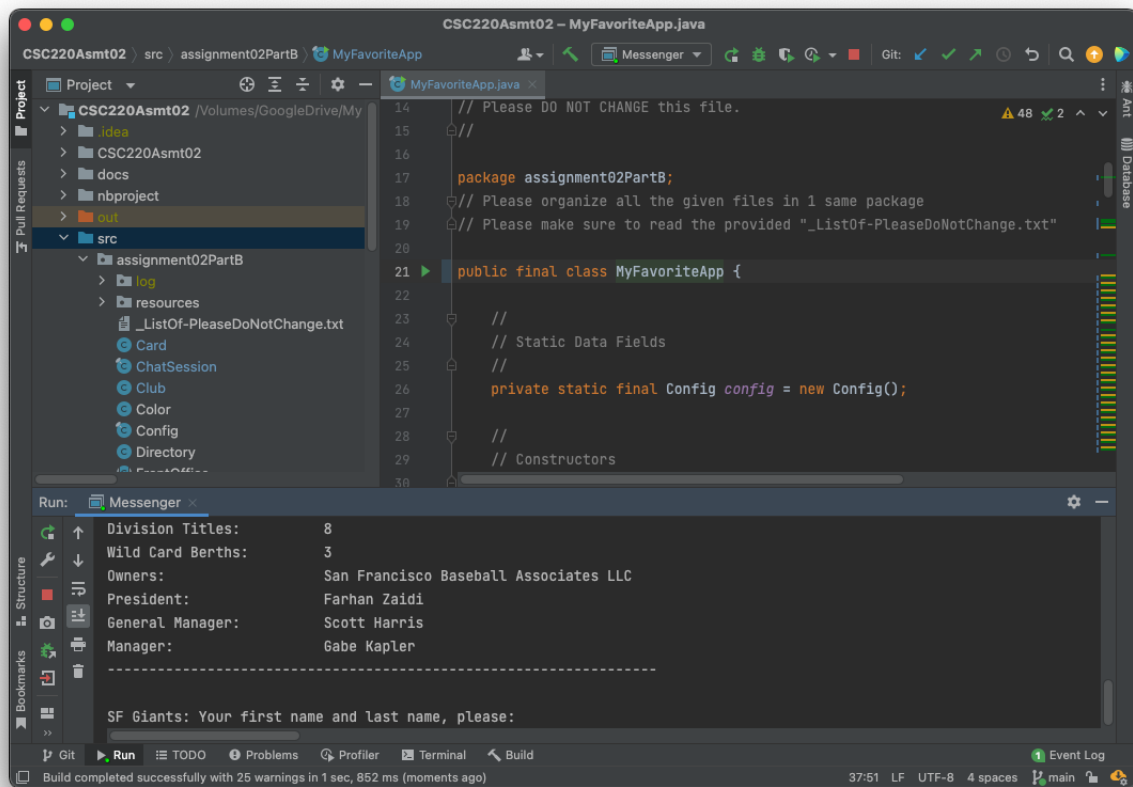 CSC220Asmt02 – MyFavoriteApp.java
CSC220Asmt02 src assignment02PartB MyFavoriteApp Messenger Git:
Project
MyFavoriteApp.java
CSC220Asmt02 /Volumes/GoogleDrive/My
.idea
CSC220Asmt02
docs
nbproject
out
src
assignment02PartB
log
resources
_ListOf-PleaseDoNotChange.txt
Card
ChatSession
Club
Color
Config
Directory
14 // Please DO NOT CHANGE this file.
48 2
15 //
16
17 package assignment02PartB;
18 // Please organize all the given files in 1 same package
19 // Please make sure to read the provided "_ListOf-PleaseDoNotChange.txt"
20
21 public final class MyFavoriteApp {
22
23 //
24 // Static Data Fields
25 //
26 private static final Config config = new Config();
27
28 //
29 // Constructors
30
Project
Pull Requests
Structure
Bookmarks
Ant
Database
Run: Messenger
Division Titles: 8
Wild Card Berths: 3
Owners: San Francisco Baseball Associates LLC
President: Farhan Zaidi
General Manager: Scott Harris
Manager: Gabe Kapler
-----------------------------------------------------------------
SF Giants: Your first name and last name, please:
Git Run TODO Problems Profiler Terminal Build 1 Event Log
Build completed successfully with 25 warnings in 1 sec, 852 ms (moments ago) 37:51 LF UTF-8 4 spaces main